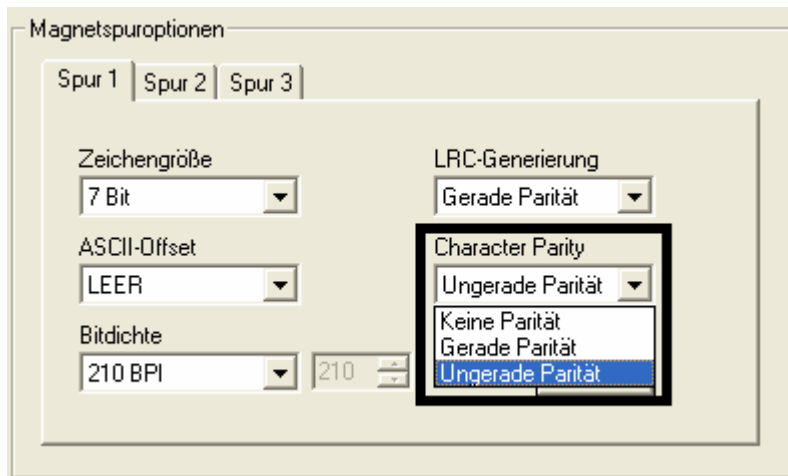 Magnetspuroptionen
Spur 1 Spur 2 Spur 3
Zeichengröße LRC-Generierung
7 Bit Gerade Parität
ASCII-Offset Character Parity
LEER Ungerade Parität
Keine Parität
Bitdichte Gerade Parität
210 BPI 210 Ungerade Parität